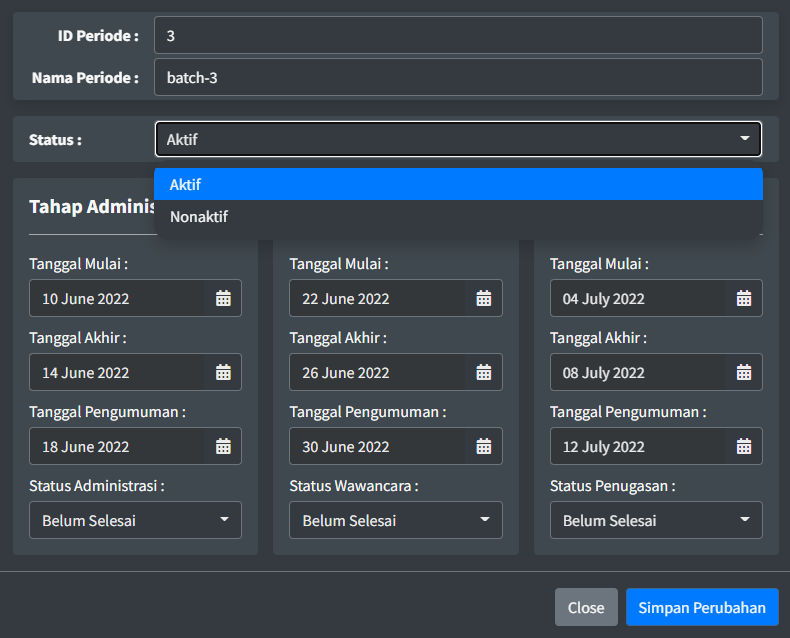 ID Periode : 3
Nama Periode : batch-3
Status : Aktif
Aktif
Nonaktif
Tahap
Tanggal Mulai : Tanggal Mulai : Tanggal Mulai :
10 June 2022 22 June 2022 04 July 2022
Tanggal Akhir : Tanggal Akhir : Tanggal Akhir :
14 June 2022 26 June 2022 08 July 2022
Tanggal Pengumuman : Tanggal Pengumuman : Tanggal Pengumuman :
18 June 2022 30 June 2022 12 July 2022
Status Administrasi : Status Wawancara : Status Penugasan :
Belum Selesai Belum Selesai Belum Selesai
Close Simpan Perubahan